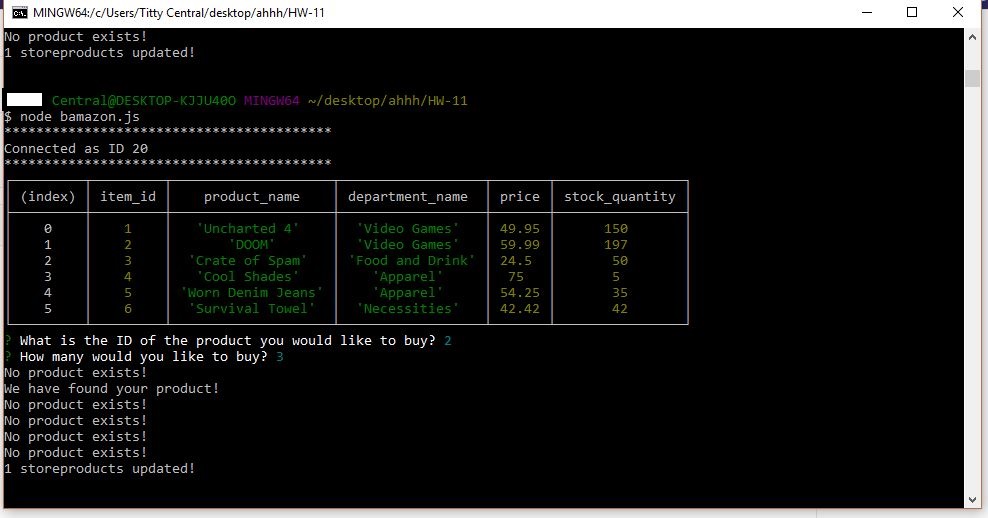 MINGW64:/c/Users/Titty Central/desktop/ahhh/HW-11
No product exists!
1 storeproducts updated!
Central@DESKTOP-KJJU40O MINGW64 ~/desktop/ahhh/HW-11
$ node bamazon.js
*****************************************
Connected as ID 20
*****************************************
(index) item_id product_name department_name price stock_quantity
0 1 'Uncharted 4' 'Video Games' 49.95 150
1 2 'DOOM' 'Video Games' 59.99 197
2 3 'Crate of Spam' 'Food and Drink' 24.5 50
3 4 'Cool Shades' 'Apparel' 75 5
4 5 'Worn Denim Jeans' 'Apparel' 54.25 35
5 6 'Survival Towel' 'Necessities' 42.42 42
? What is the ID of the product you would like to buy? 2
? How many would you like to buy? 3
No product exists!
We have found your product!
No product exists!
No product exists!
No product exists!
No product exists!
1 storeproducts updated!